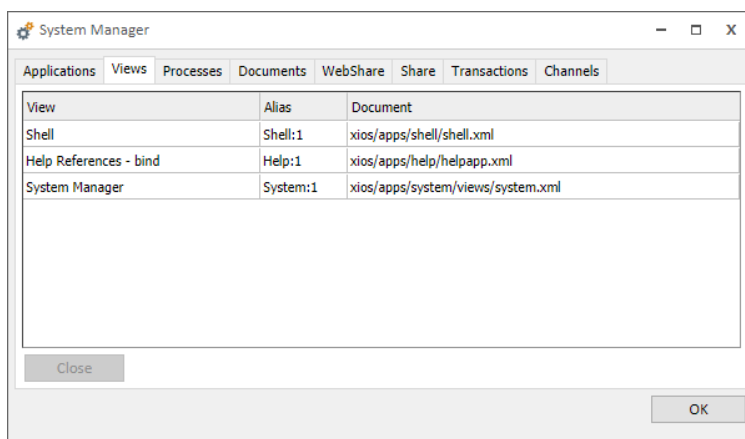 System Manager
Applications Views Processes Documents WebShare Share Transactions Channels
View Alias Document
Shell Shell:1 xios/apps/shell/shell.xml
Help References - bind Help:1 xios/apps/help/helpapp.xml
System Manager System:1 xios/apps/system/views/system.xml
Close
OK